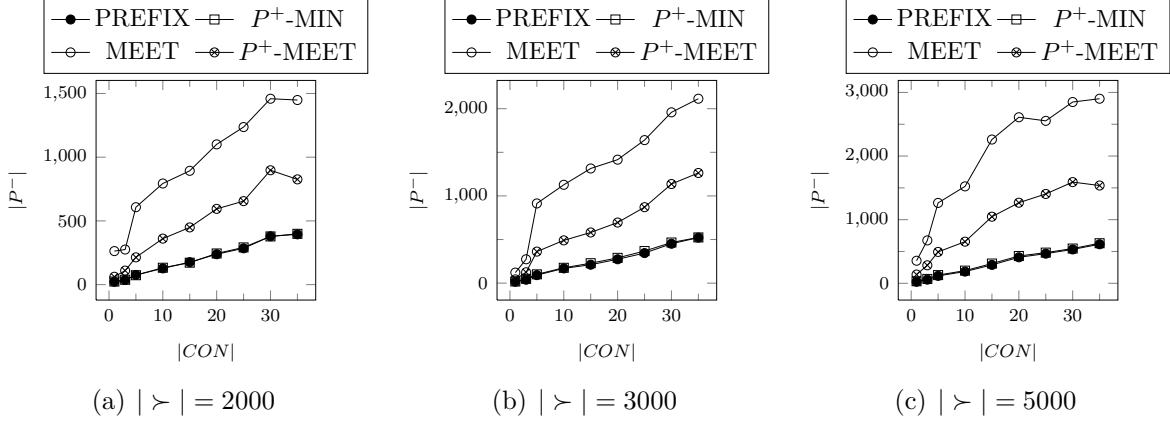 PREFIX P⁺-MIN
MEET P⁺-MEET
1,500
1,000
500
0
|P⁻|
0 10 20 30
|CON|
(a) | ≻ | = 2000
PREFIX P⁺-MIN
MEET P⁺-MEET
2,000
1,000
0
|P⁻|
0 10 20 30
|CON|
(b) | ≻ | = 3000
PREFIX P⁺-MIN
MEET P⁺-MEET
3,000
2,000
1,000
0
|P⁻|
0 10 20 30
|CON|
(c) | ≻ | = 5000